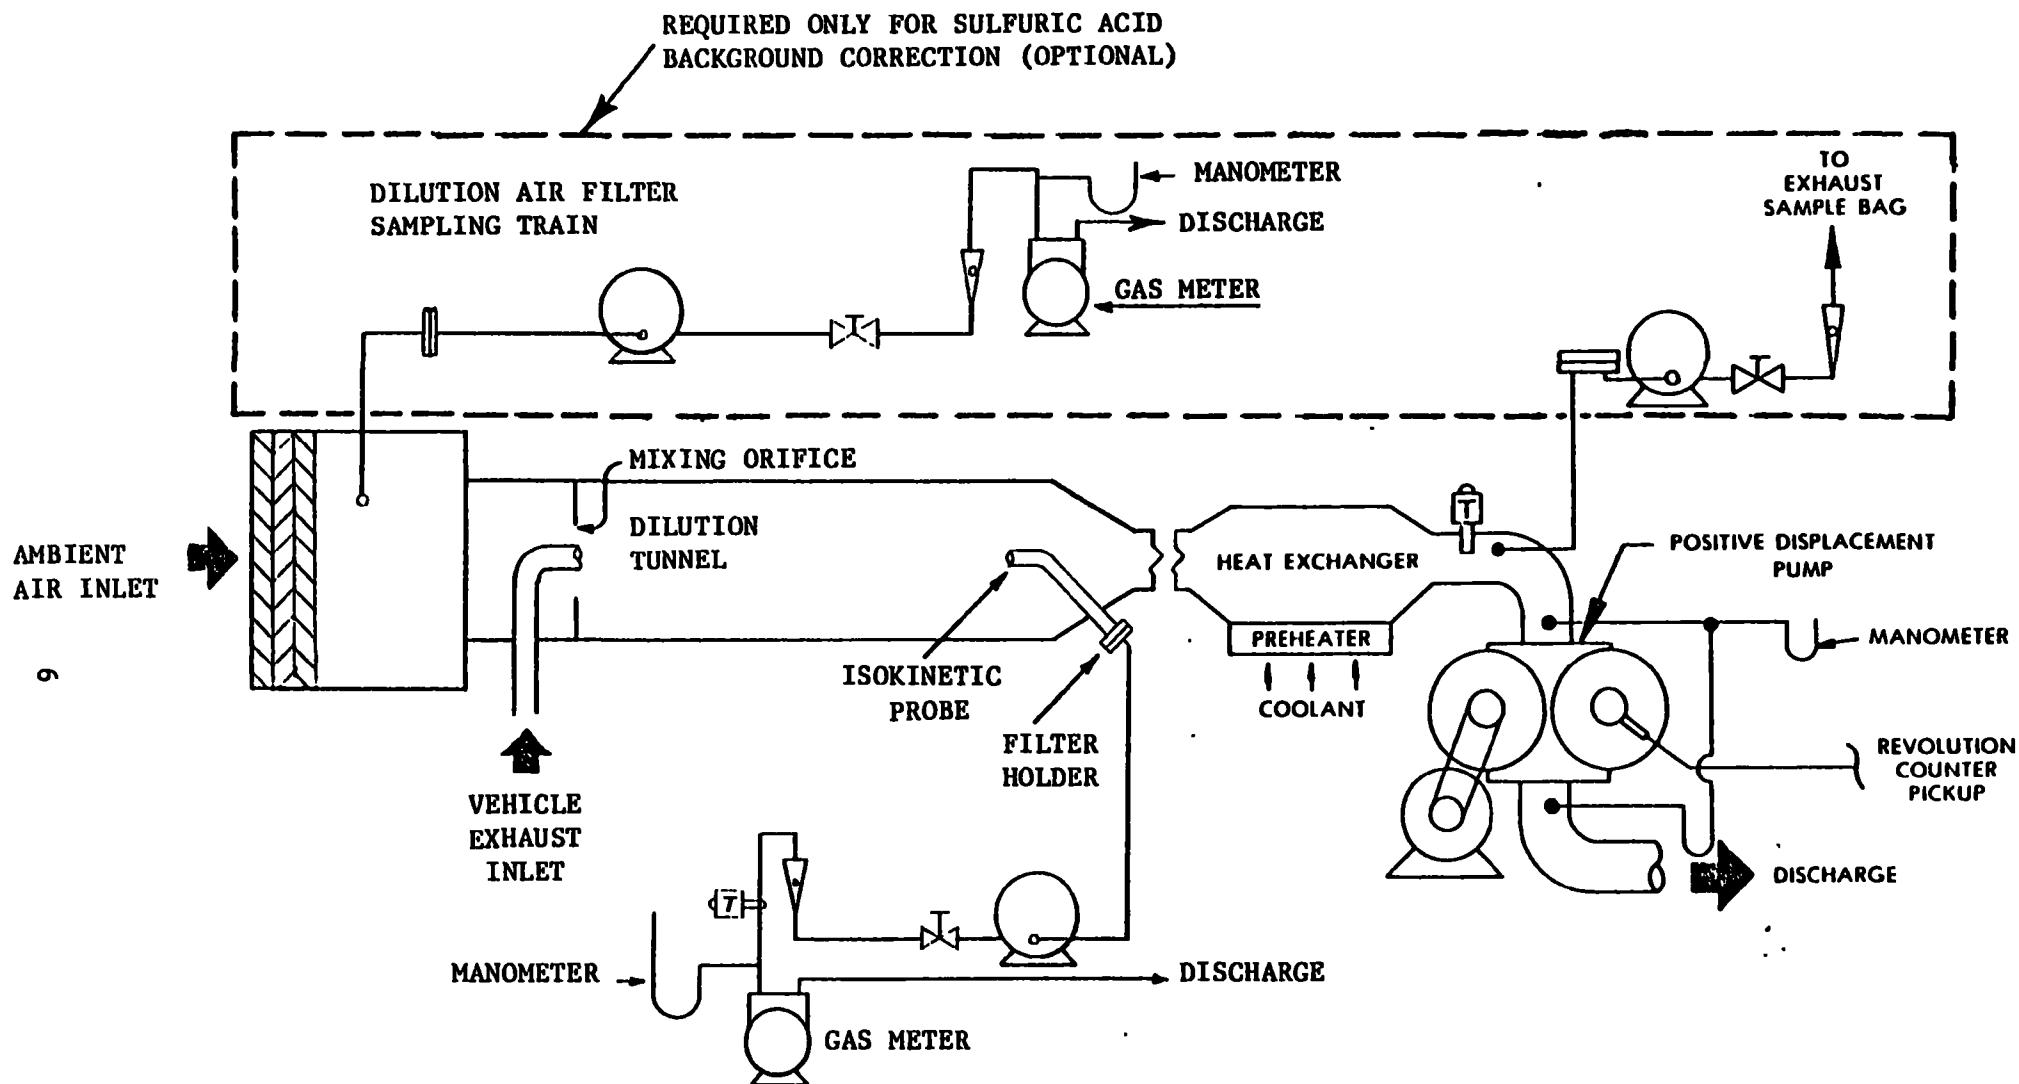 REQUIRED ONLY FOR SULFURIC ACID
BACKGROUND CORRECTION (OPTIONAL)
DILUTION AIR FILTER
SAMPLING TRAIN
MANOMETER
DISCHARGE
GAS METER
TO
EXHAUST
SAMPLE BAG
MIXING ORIFICE
DILUTION
TUNNEL
AMBIENT
AIR INLET
T
HEAT EXCHANGER
POSITIVE DISPLACEMENT
PUMP
PREHEATER
COOLANT
MANOMETER
ISOKINETIC
PROBE
FILTER
HOLDER
REVOLUTION
COUNTER
PICKUP
VEHICLE
EXHAUST
INLET
DISCHARGE
T
MANOMETER
DISCHARGE
GAS METER
9